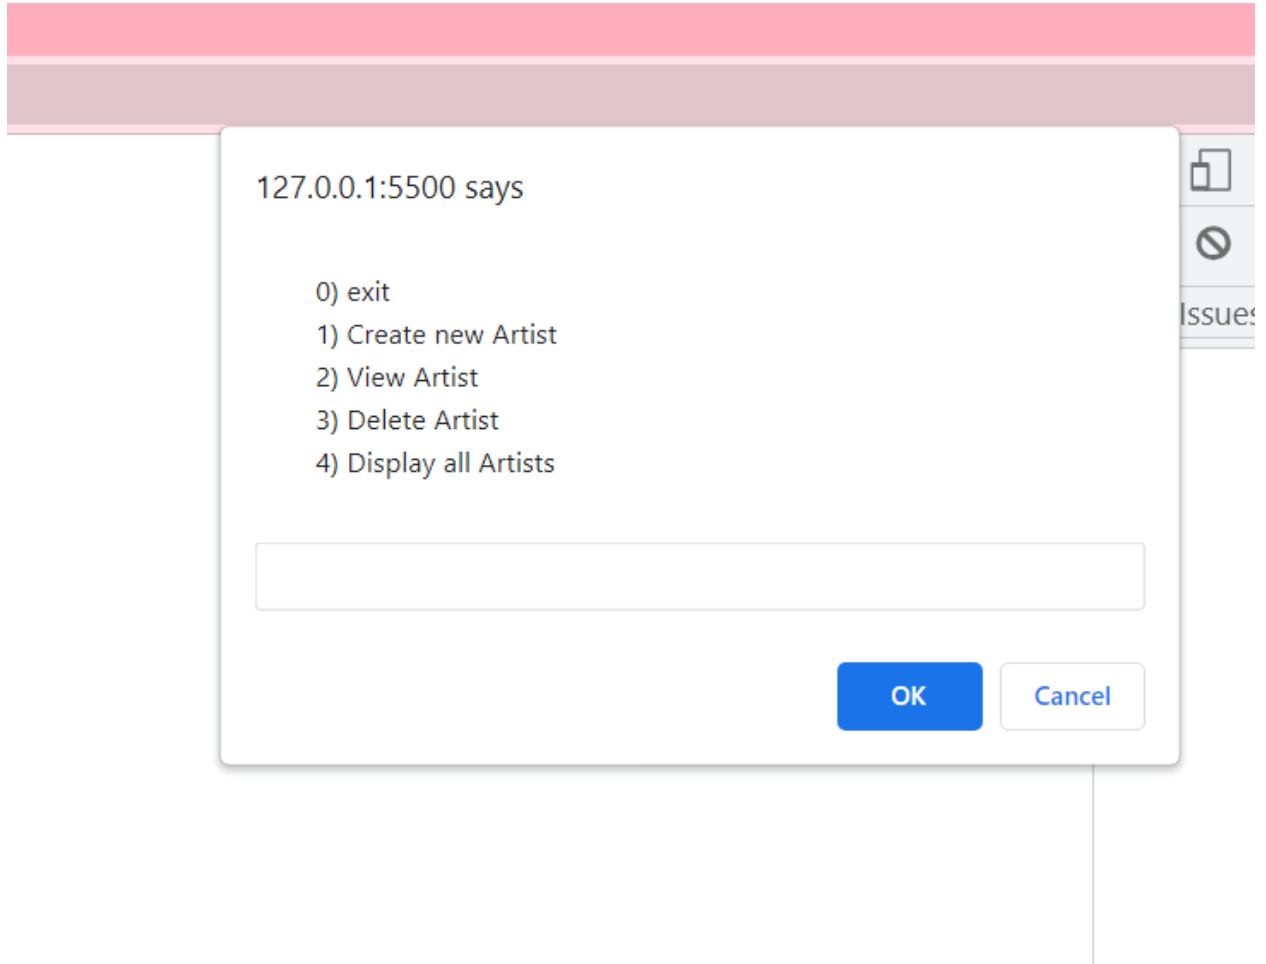 127.0.0.1:5500 says
0) exit
1) Create new Artist
2) View Artist
3) Delete Artist
4) Display all Artists
Issues
OK
Cancel